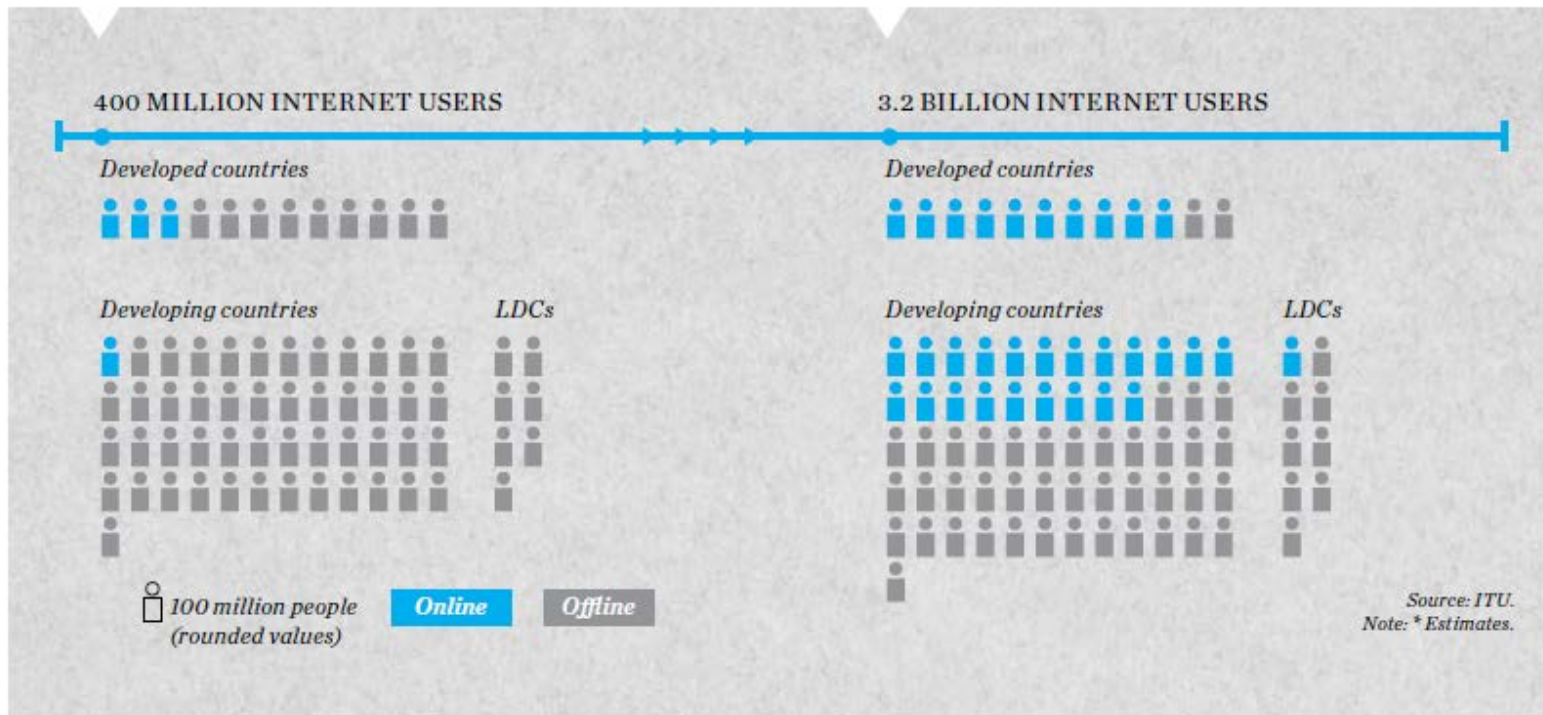 400 MILLION INTERNET USERS
3.2 BILLION INTERNET USERS
Developed countries
Developed countries
Developing countries
LDCs
Developing countries
LDCs
100 million people
(rounded values)
Online
Offline
Source: ITU.
Note: * Estimates.